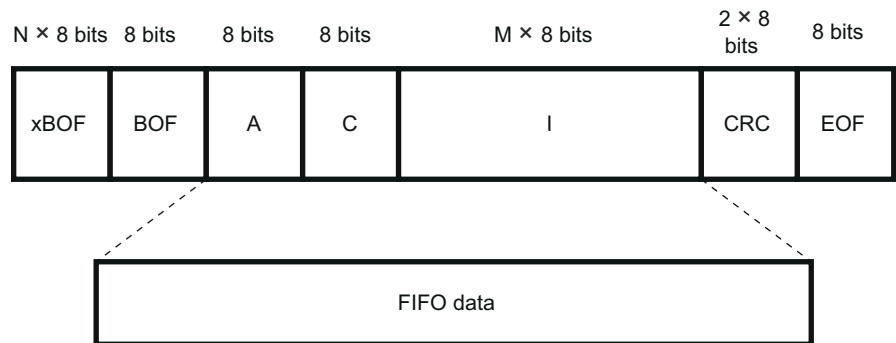 N × 8 bits 8 bits 8 bits 8 bits M × 8 bits 2 × 8 bits 8 bits
xBOF BOF A C I CRC EOF
FIFO data